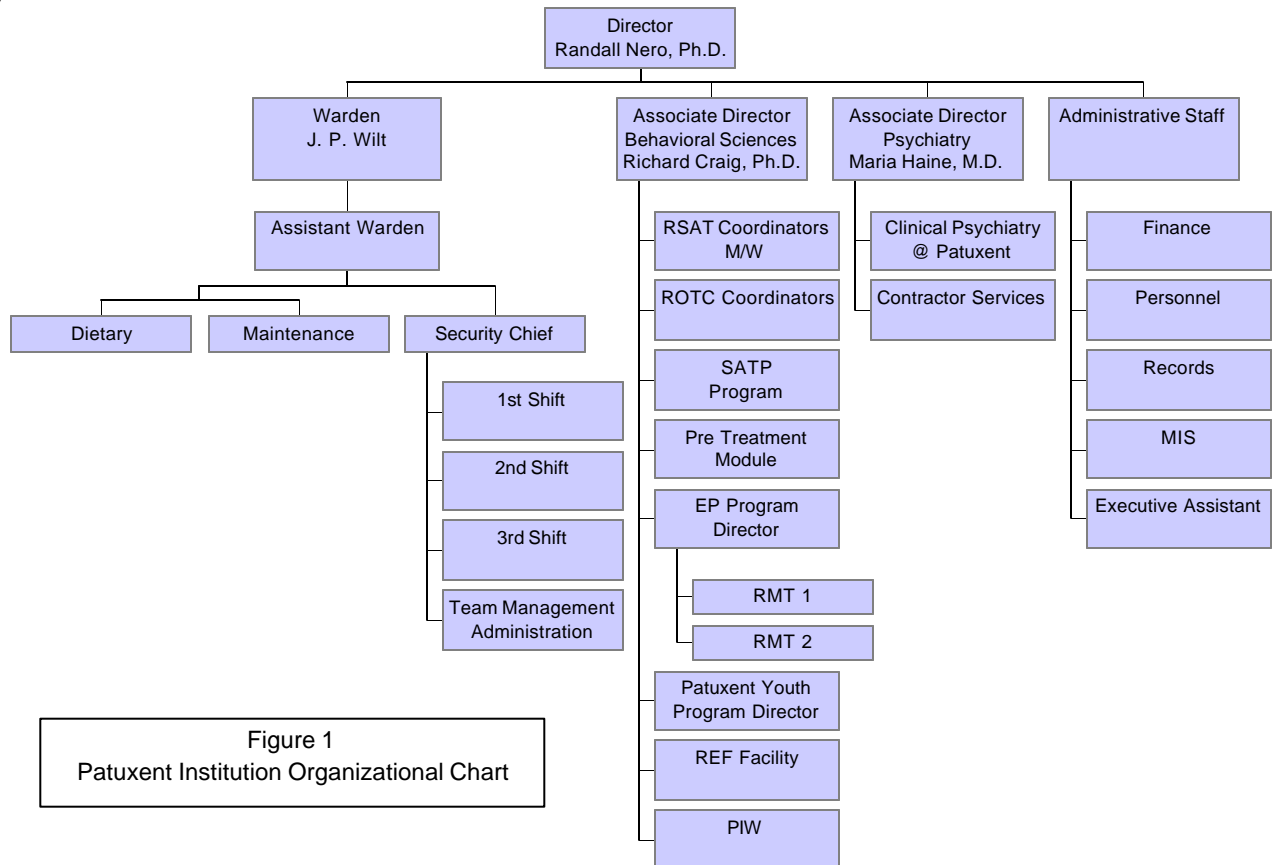 Director
Randall Nero, Ph.D.
Warden
J. P. Wilt
Associate Director
Behavioral Sciences
Richard Craig, Ph.D.
Associate Director
Psychiatry
Maria Haine, M.D.
Administrative Staff
Assistant Warden
Dietary
Maintenance
Security Chief
1st Shift
2nd Shift
3rd Shift
Team Management
Administration
RSAT Coordinators
M/W
ROTC Coordinators
SATP
Program
Pre Treatment
Module
EP Program
Director
RMT 1
RMT 2
Patuxent Youth
Program Director
REF Facility
PIW
Clinical Psychiatry
@ Patuxent
Contractor Services
Finance
Personnel
Records
MIS
Executive Assistant
Figure 1
Patuxent Institution Organizational Chart